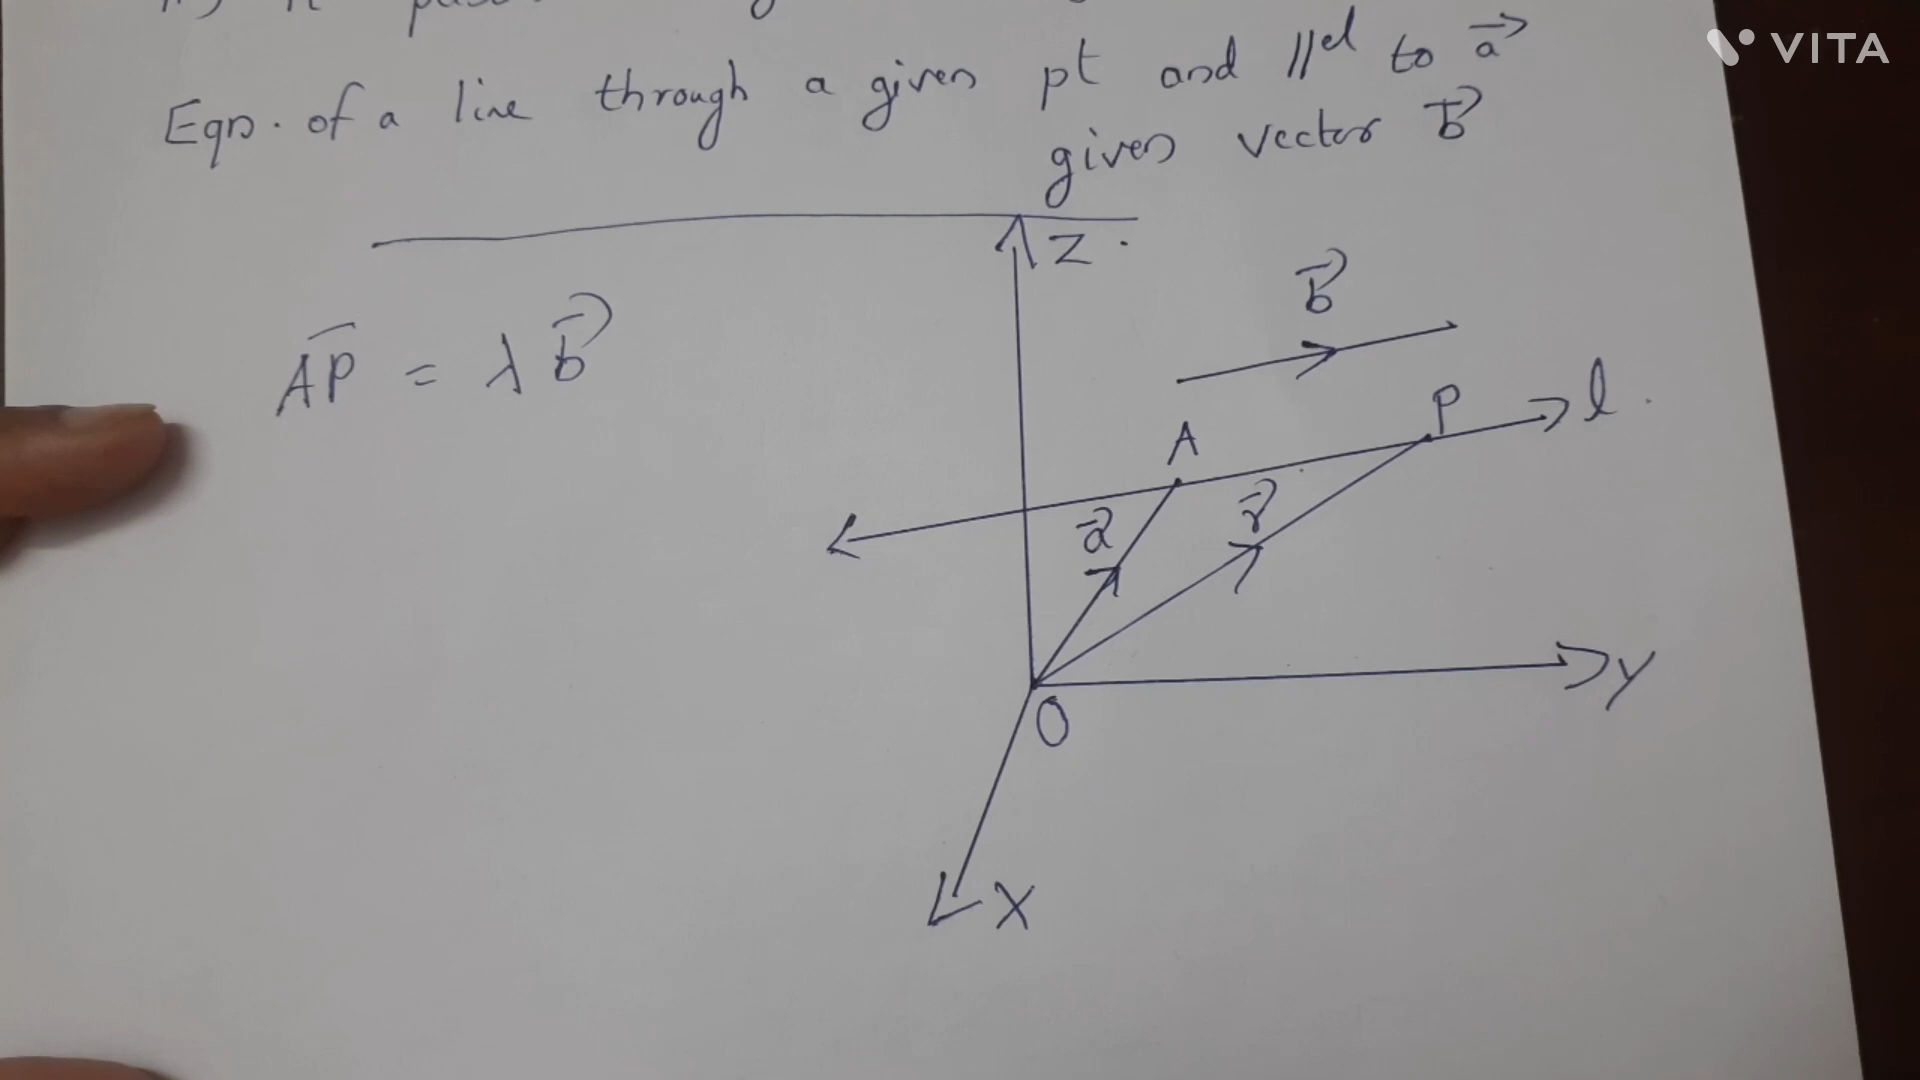 Eqn. of a line through a given pt and ||el to a⃗
given vector b⃗
Z
AP⃗ = λ b⃗
b⃗
P
l
A
a⃗
r⃗
Y
O
X
VITA